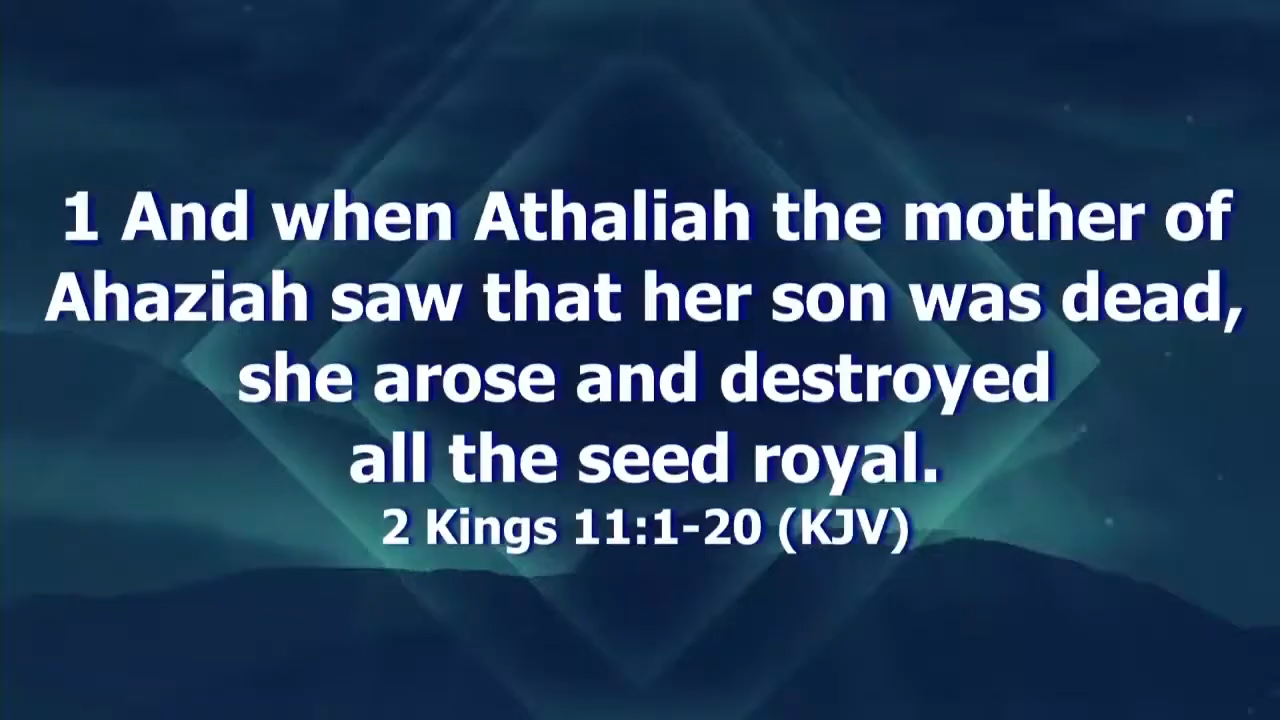 1 And when Athaliah the mother of
Ahaziah saw that her son was dead,
she arose and destroyed
all the seed royal.
2 Kings 11:1-20 (KJV)